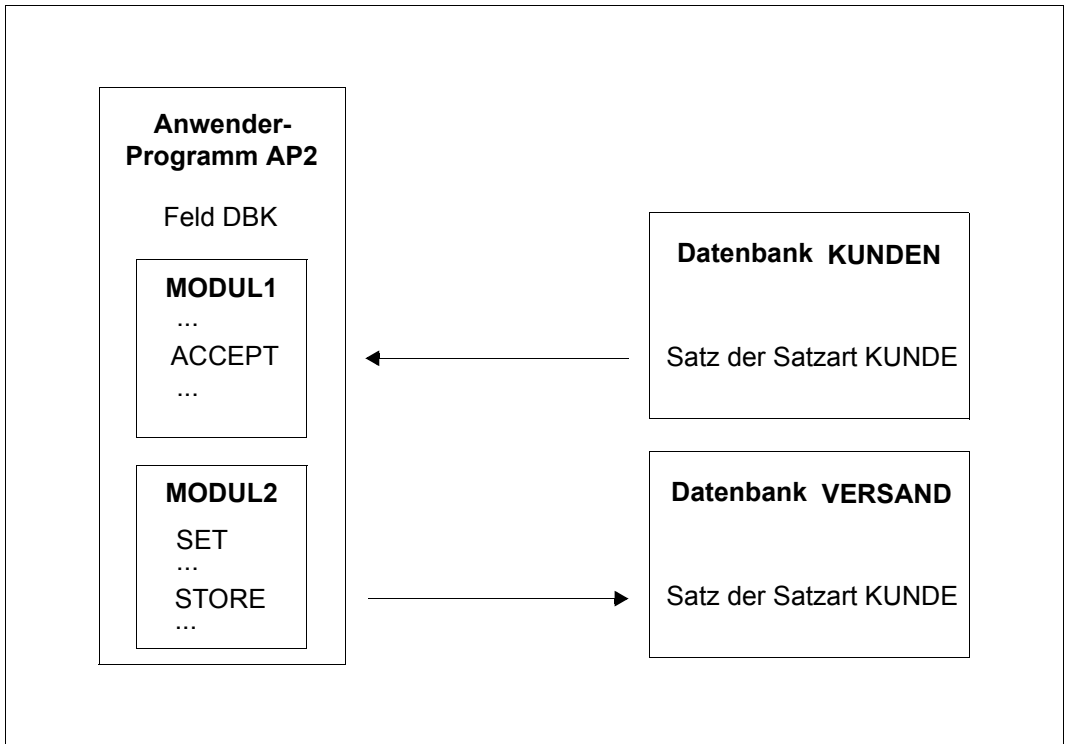 Anwender-
Programm AP2
Feld DBK
MODUL1
...
ACCEPT
...
MODUL2
SET
...
STORE
...
Datenbank KUNDEN
Satz der Satzart KUNDE
Datenbank VERSAND
Satz der Satzart KUNDE